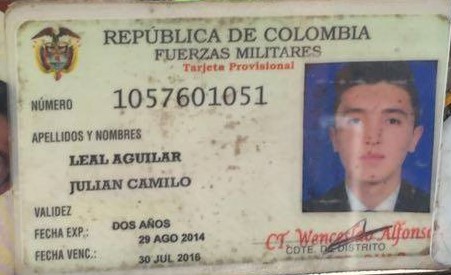 REPÚBLICA DE COLOMBIA
FUERZAS MILITARES
Tarjeta Provisional
NÚMERO 1057601051
APELLIDOS Y NOMBRES
LEAL AGUILAR
JULIAN CAMILO
VALIDEZ DOS AÑOS
FECHA EXP.: 29 AGO 2014
FECHA VENC.: 30 JUL 2016
CT. Wenceslao Alfonso
CDTE. DE DISTRITO